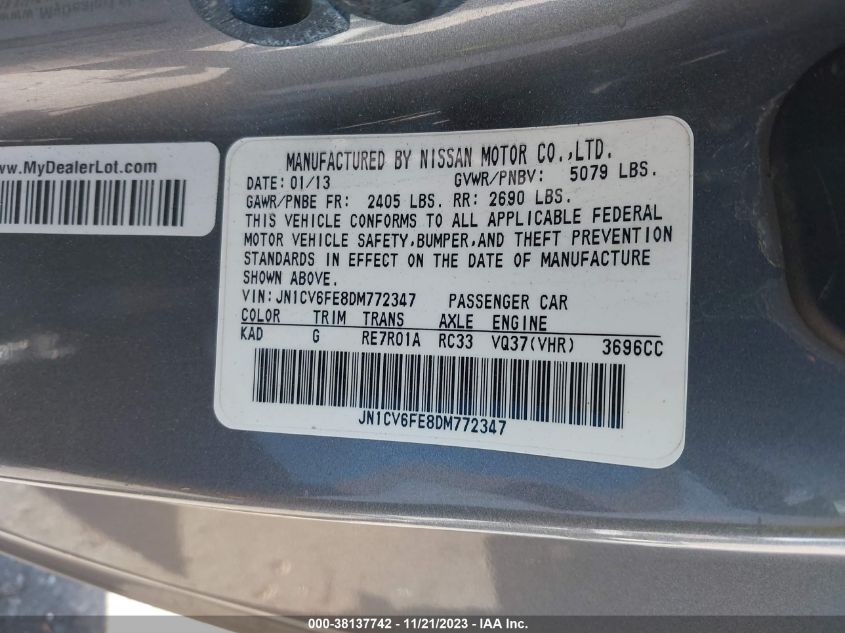 www.MyDealerLot.com
MANUFACTURED BY NISSAN MOTOR CO.,LTD.
DATE: 01/13 GVWR/PNBV: 5079 LBS.
GAWR/PNBE FR: 2405 LBS. RR: 2690 LBS.
THIS VEHICLE CONFORMS TO ALL APPLICABLE FEDERAL
MOTOR VEHICLE SAFETY,BUMPER,AND THEFT PREVENTION
STANDARDS IN EFFECT ON THE DATE OF MANUFACTURE
SHOWN ABOVE.
VIN: JN1CV6FE8DM772347 PASSENGER CAR
COLOR TRIM TRANS AXLE ENGINE
KAD G RE7R01A RC33 VQ37(VHR) 3696CC
JN1CV6FE8DM772347
000-38137742 - 11/21/2023 - IAA Inc.